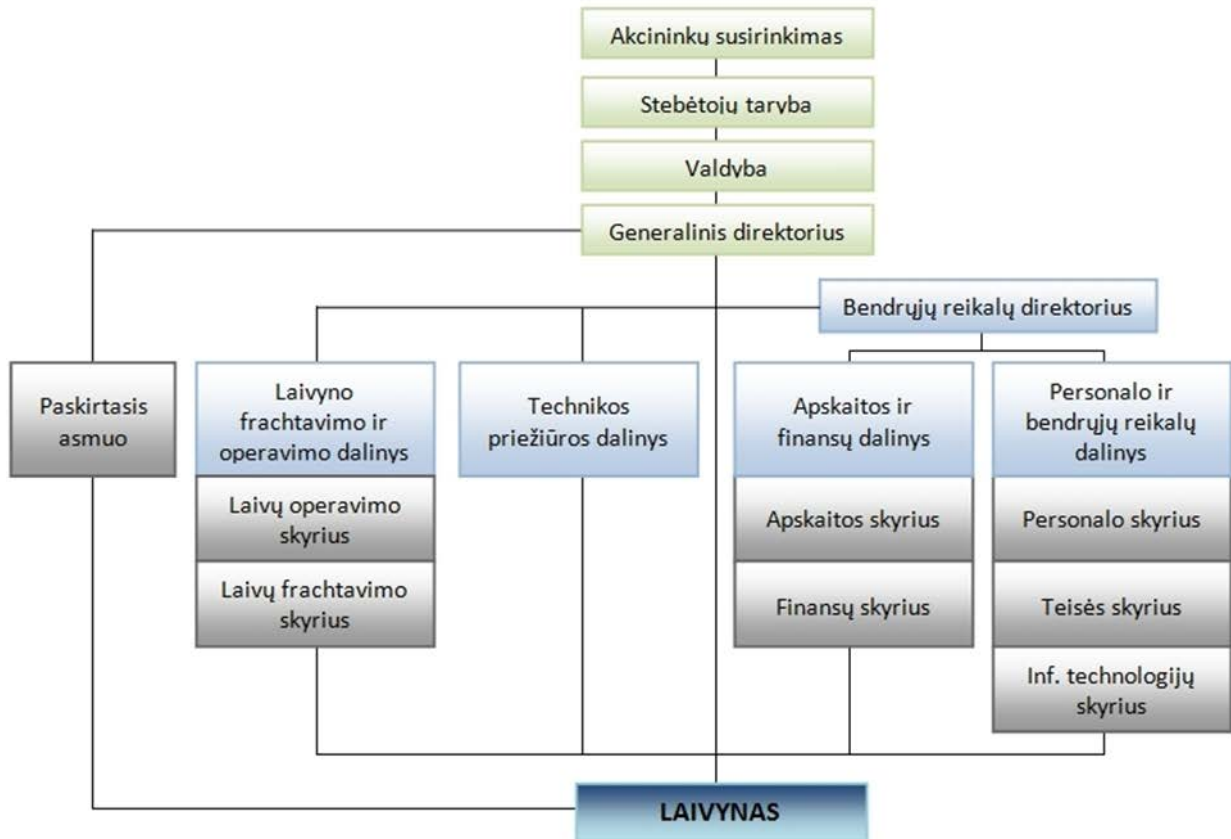 Akcininkų susirinkimas
Stebėtojų taryba
Valdyba
Generalinis direktorius
Bendrųjų reikalų direktorius
Paskirtasis
asmuo
Laivyno
frachtavimo ir
operavimo dalinys
Laivų operavimo
skyrius
Laivų frachtavimo
skyrius
Technikos
priežiūros dalinys
Apskaitos ir
finansų dalinys
Apskaitos skyrius
Finansų skyrius
Personalo ir
bendrųjų reikalų
dalinys
Personalo skyrius
Teisės skyrius
Inf. technologijų
skyrius
LAIVYNAS